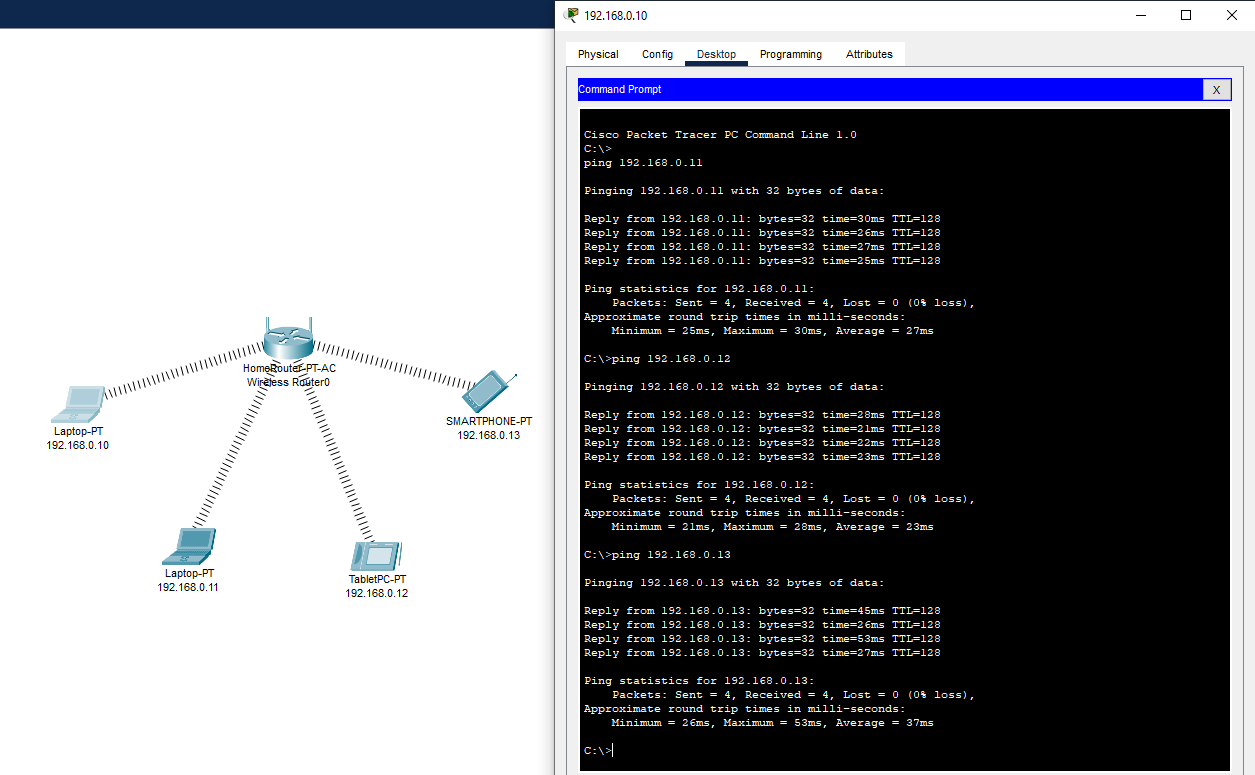 HomeRouter-PT-AC
Wireless Router0
Laptop-PT
192.168.0.10
SMARTPHONE-PT
192.168.0.13
Laptop-PT
192.168.0.11
TabletPC-PT
192.168.0.12
192.168.0.10
Physical Config Desktop Programming Attributes
Command Prompt
X
Cisco Packet Tracer PC Command Line 1.0
C:\>
ping 192.168.0.11
Pinging 192.168.0.11 with 32 bytes of data:
Reply from 192.168.0.11: bytes=32 time=30ms TTL=128
Reply from 192.168.0.11: bytes=32 time=26ms TTL=128
Reply from 192.168.0.11: bytes=32 time=27ms TTL=128
Reply from 192.168.0.11: bytes=32 time=25ms TTL=128
Ping statistics for 192.168.0.11:
Packets: Sent = 4, Received = 4, Lost = 0 (0% loss),
Approximate round trip times in milli-seconds:
Minimum = 25ms, Maximum = 30ms, Average = 27ms
C:\>ping 192.168.0.12
Pinging 192.168.0.12 with 32 bytes of data:
Reply from 192.168.0.12: bytes=32 time=28ms TTL=128
Reply from 192.168.0.12: bytes=32 time=21ms TTL=128
Reply from 192.168.0.12: bytes=32 time=22ms TTL=128
Reply from 192.168.0.12: bytes=32 time=23ms TTL=128
Ping statistics for 192.168.0.12:
Packets: Sent = 4, Received = 4, Lost = 0 (0% loss),
Approximate round trip times in milli-seconds:
Minimum = 21ms, Maximum = 28ms, Average = 23ms
C:\>ping 192.168.0.13
Pinging 192.168.0.13 with 32 bytes of data:
Reply from 192.168.0.13: bytes=32 time=45ms TTL=128
Reply from 192.168.0.13: bytes=32 time=26ms TTL=128
Reply from 192.168.0.13: bytes=32 time=53ms TTL=128
Reply from 192.168.0.13: bytes=32 time=27ms TTL=128
Ping statistics for 192.168.0.13:
Packets: Sent = 4, Received = 4, Lost = 0 (0% loss),
Approximate round trip times in milli-seconds:
Minimum = 26ms, Maximum = 53ms, Average = 37ms
C:\>